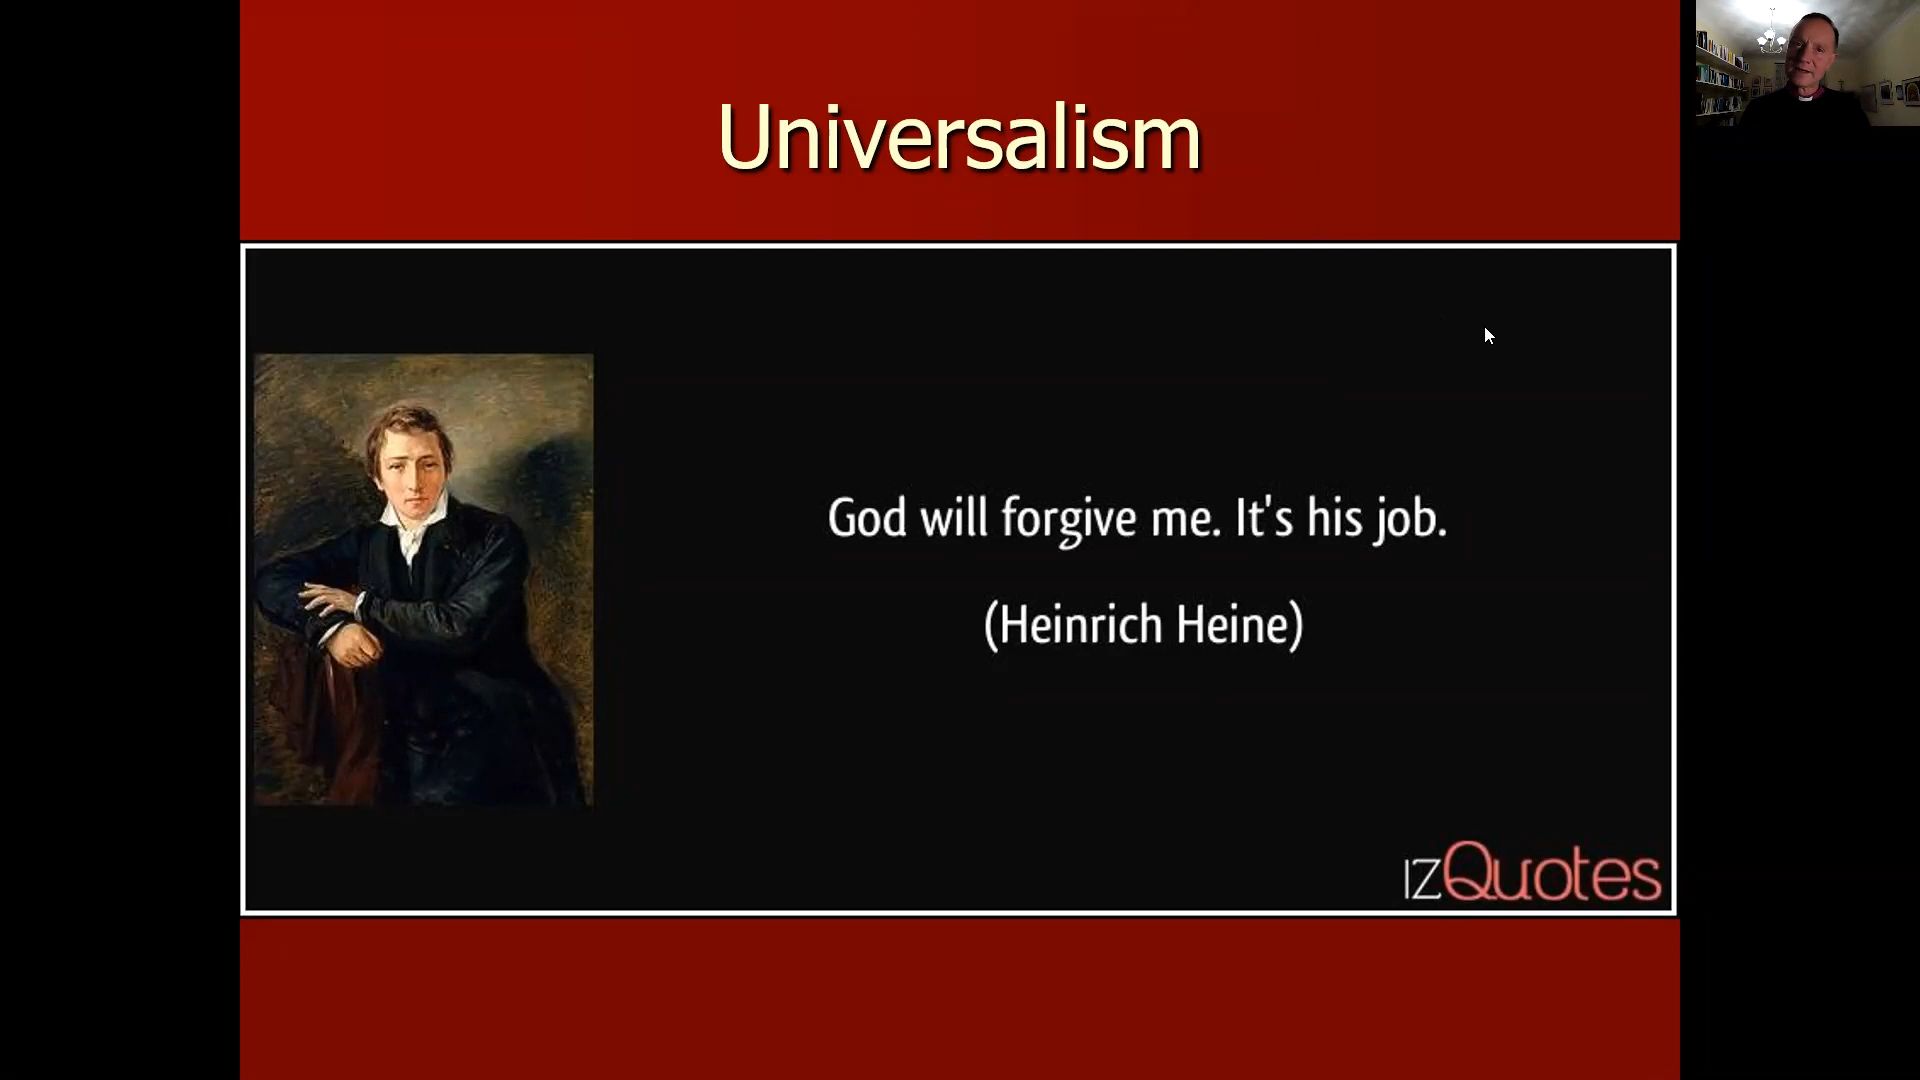 Universalism
God will forgive me. It's his job.
(Heinrich Heine)
IZQuotes